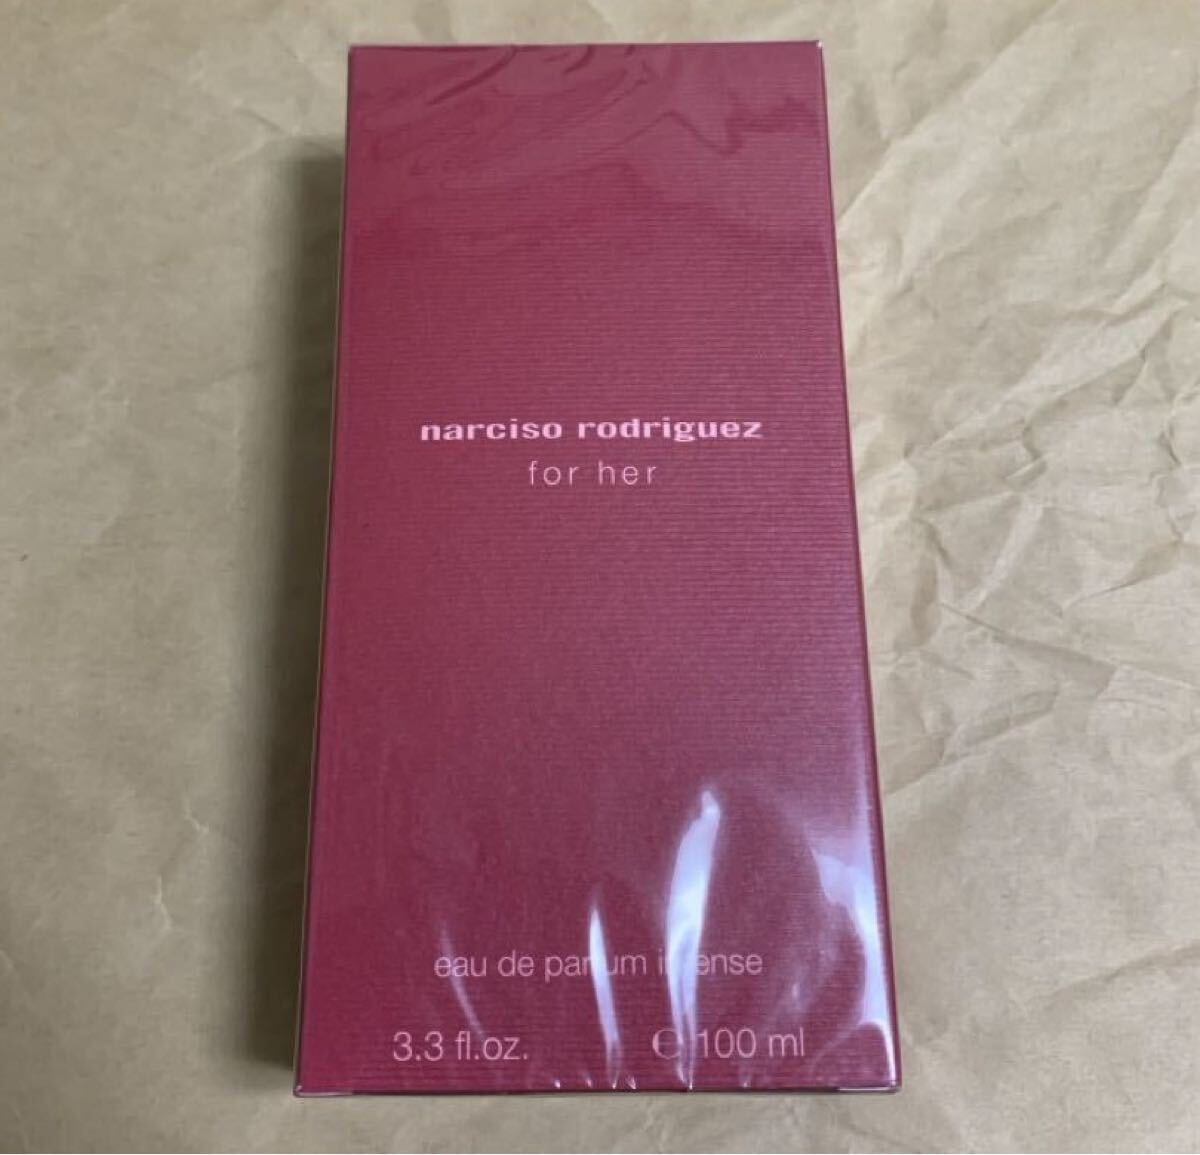 narciso rodriguez
for her
eau de parfum intense
3.3 fl.oz. ℮ 100 ml